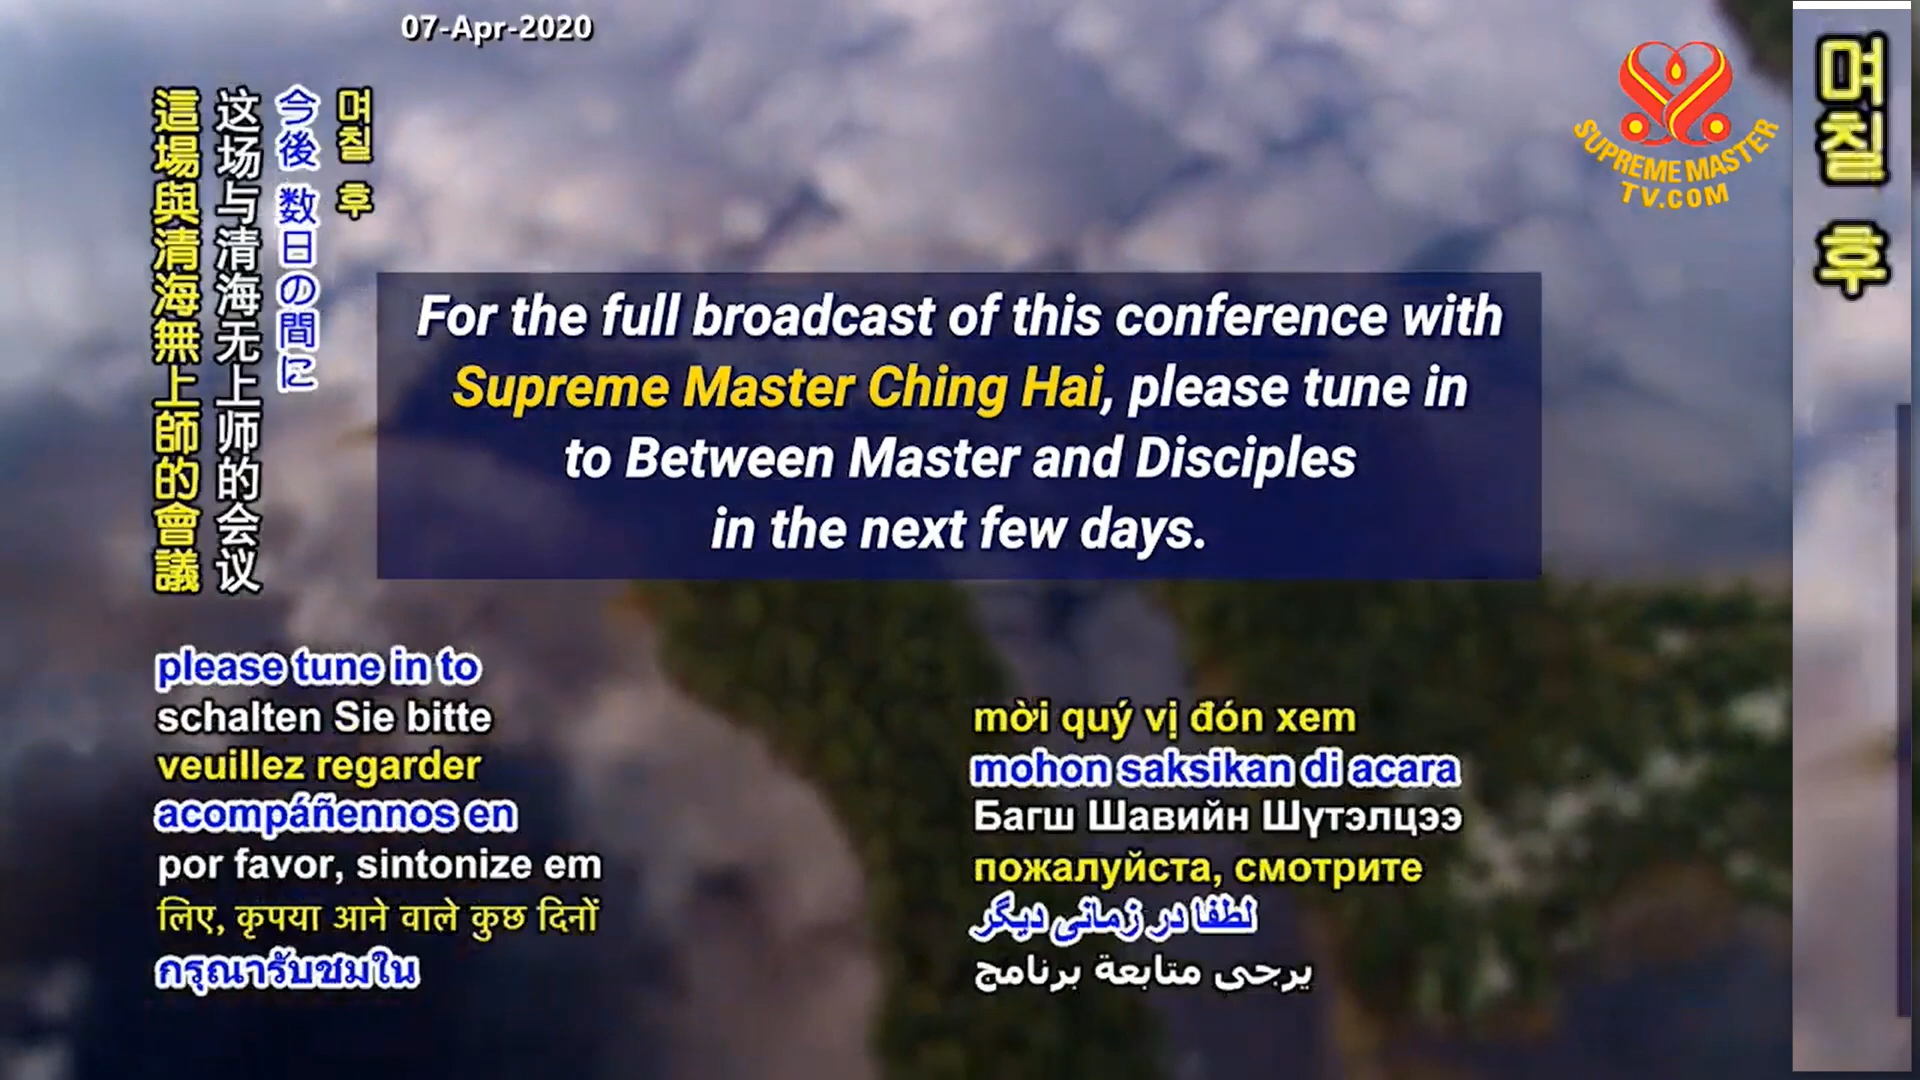 07-Apr-2020
SUPREME MASTER
TV.COM
며칠 후
今後 数日の間に
这场与清海无上师的会议
這場與清海無上師的會議
며칠 후
For the full broadcast of this conference with
Supreme Master Ching Hai, please tune in
to Between Master and Disciples
in the next few days.
please tune in to
schalten Sie bitte
veuillez regarder
acompáñennos en
por favor, sintonize em
लिए, कृपया आने वाले कुछ दिनों
กรุณารับชมใน
mời quý vị đón xem
mohon saksikan di acara
Багш Шавийн Шүтэлцээ
пожалуйста, смотрите
لطفا در زمانی دیگر
يرجى متابعة برنامج